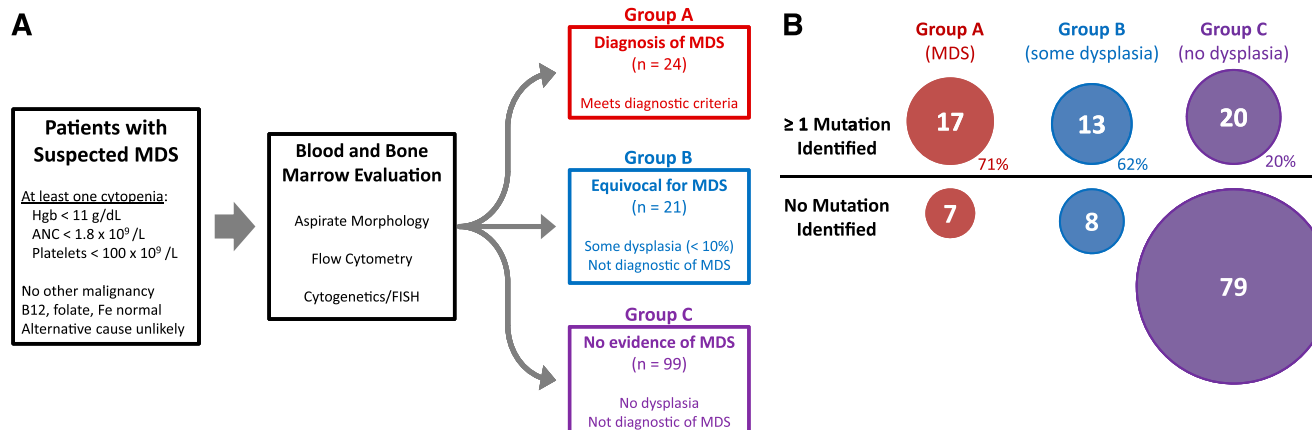 A
Patients with
Suspected MDS
At least one cytopenia:
Hgb < 11 g/dL
ANC < 1.8 x 10⁹ /L
Platelets < 100 x 10⁹ /L
No other malignancy
B12, folate, Fe normal
Alternative cause unlikely
Blood and Bone
Marrow Evaluation
Aspirate Morphology
Flow Cytometry
Cytogenetics/FISH
Group A
Diagnosis of MDS
(n = 24)
Meets diagnostic criteria
Group B
Equivocal for MDS
(n = 21)
Some dysplasia (< 10%)
Not diagnostic of MDS
Group C
No evidence of MDS
(n = 99)
No dysplasia
Not diagnostic of MDS
B
Group A
(MDS)
Group B
(some dysplasia)
Group C
(no dysplasia)
≥ 1 Mutation
Identified
17
71%
13
62%
20
20%
No Mutation
Identified
7
8
79